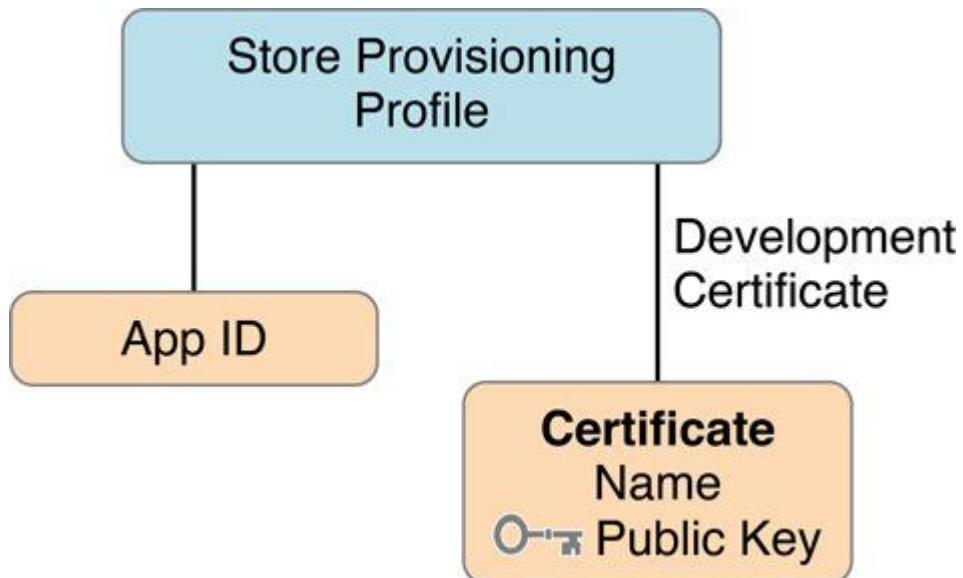 Store Provisioning
Profile
Development
Certificate
App ID
Certificate
Name
Public Key